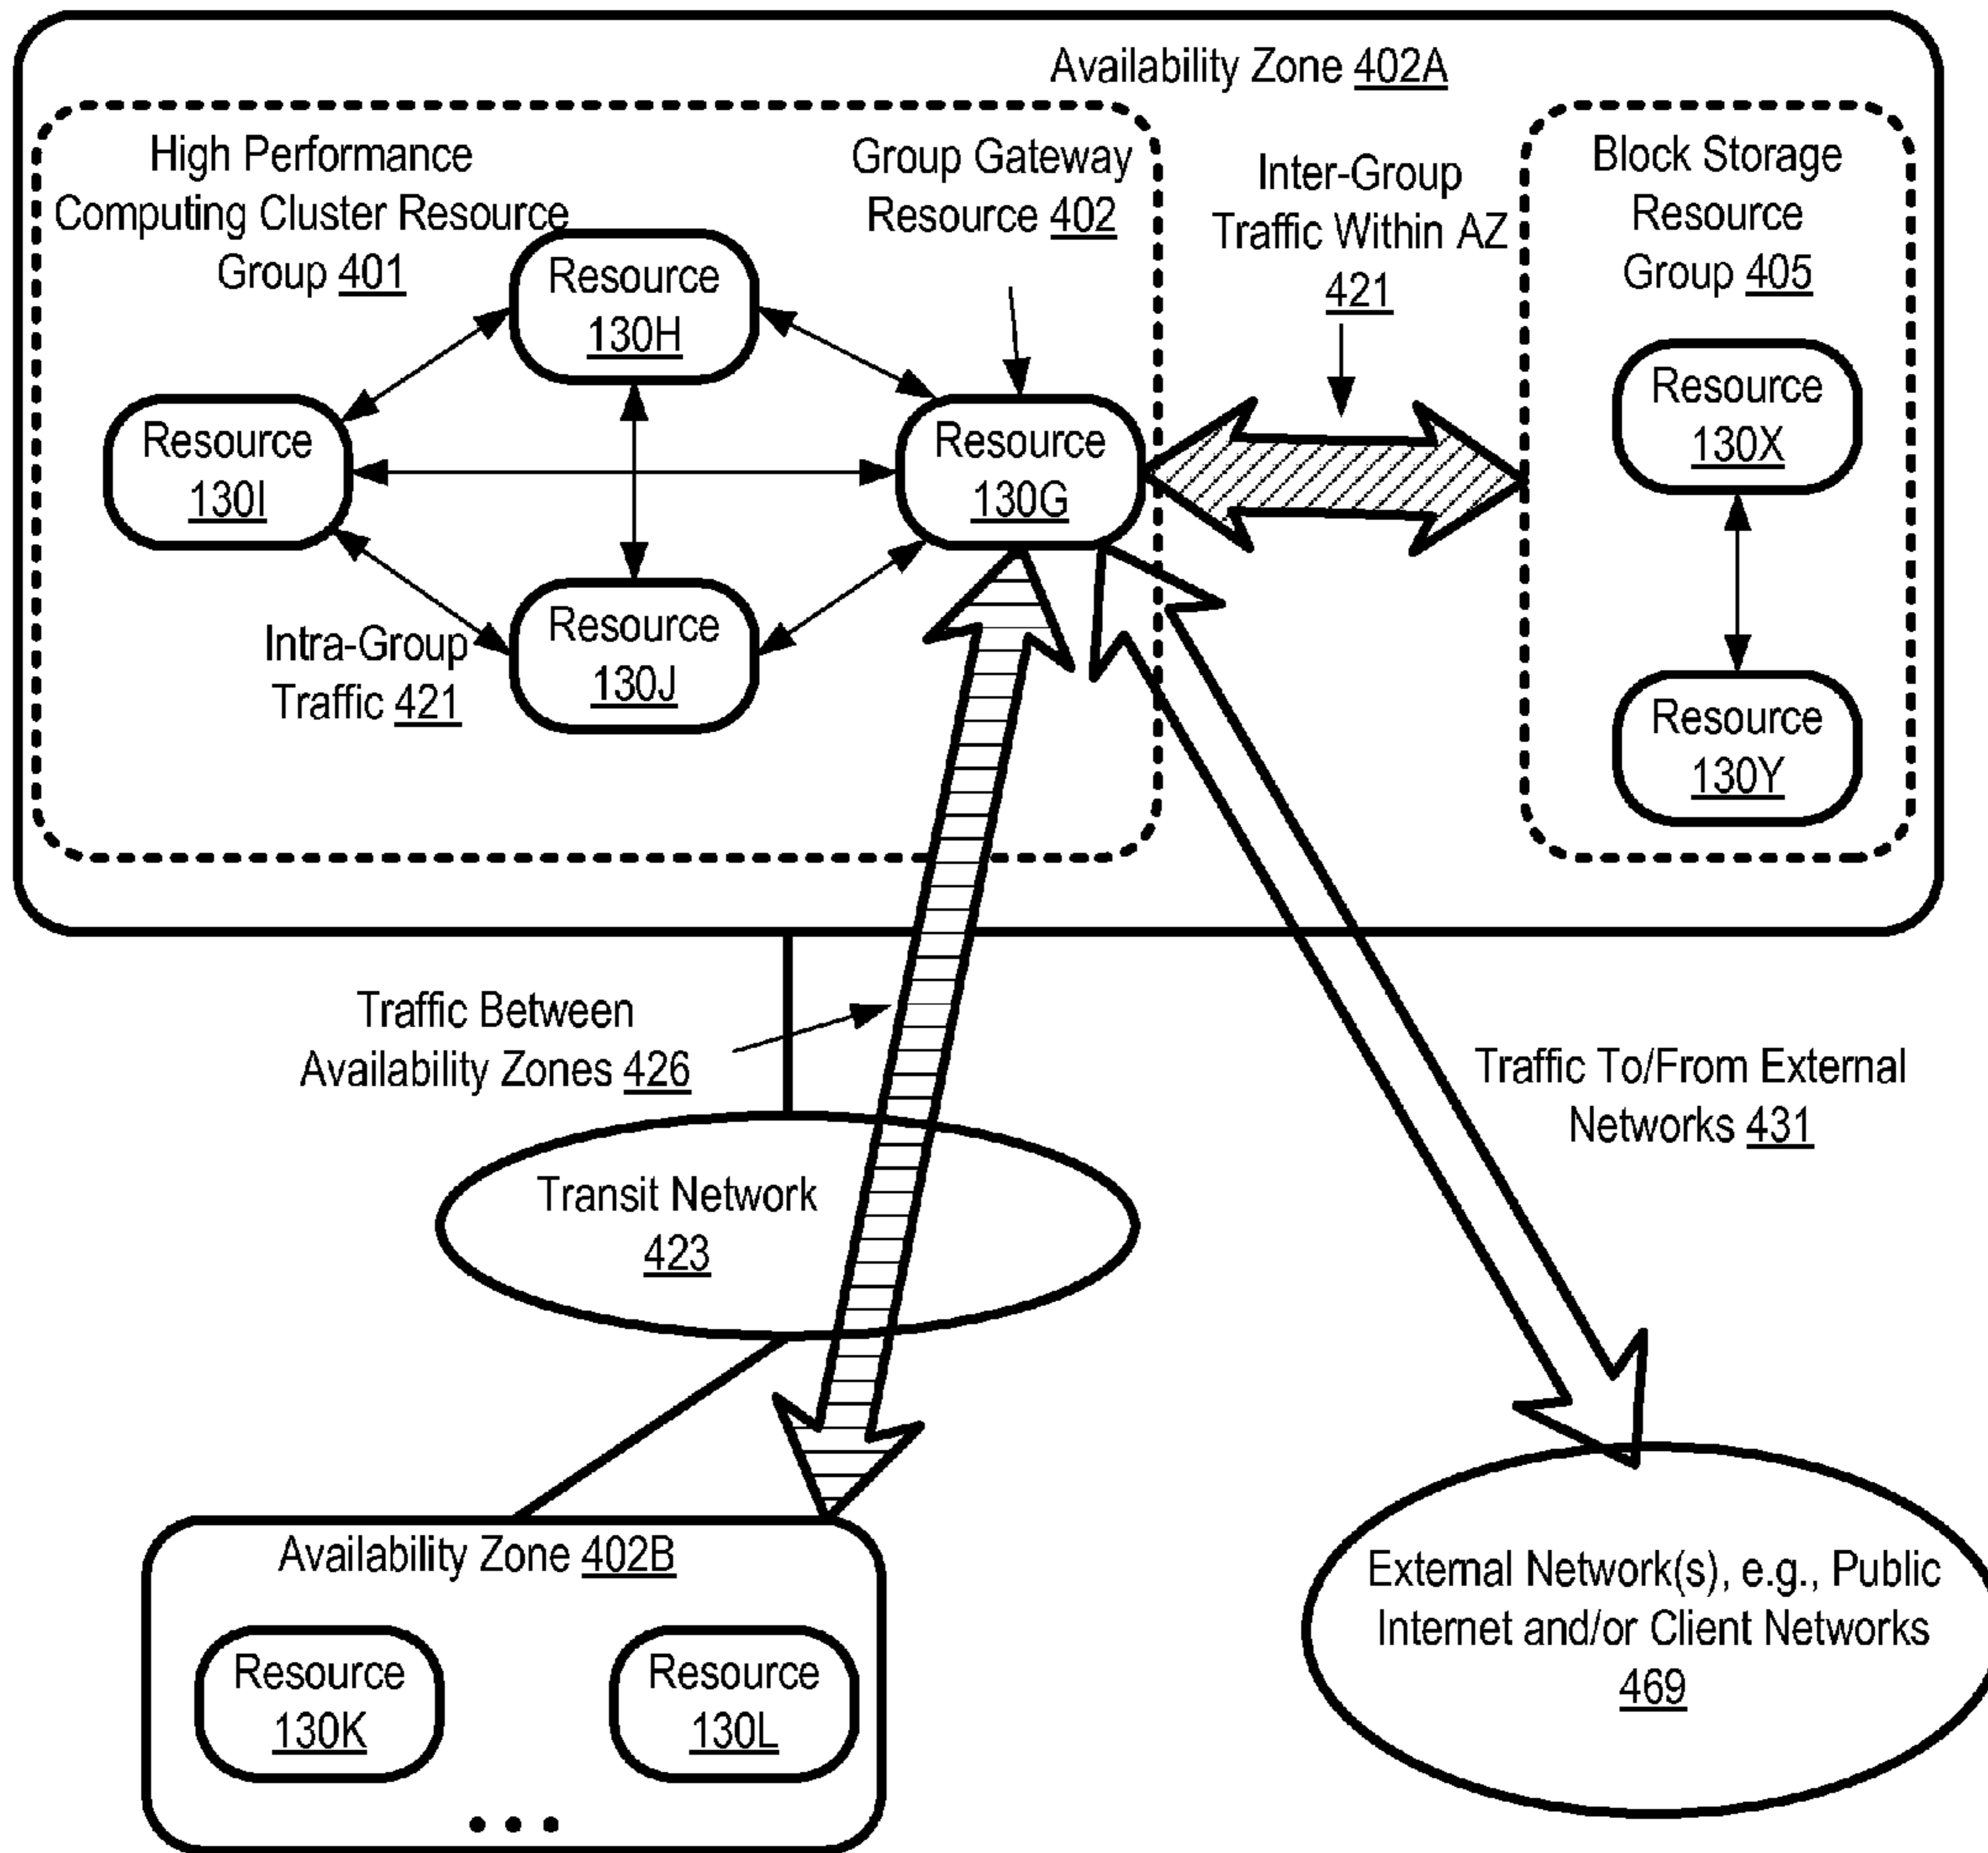 Availability Zone 402A
High Performance
Computing Cluster Resource
Group 401
Group Gateway
Resource 402
Inter-Group
Traffic Within AZ
421
Block Storage
Resource
Group 405
Resource
130H
Resource
130I
Resource
130G
Resource
130J
Intra-Group
Traffic 421
Resource
130X
Resource
130Y
Traffic Between
Availability Zones 426
Traffic To/From External
Networks 431
Transit Network
423
Availability Zone 402B
Resource
130K
Resource
130L
External Network(s), e.g., Public
Internet and/or Client Networks
469